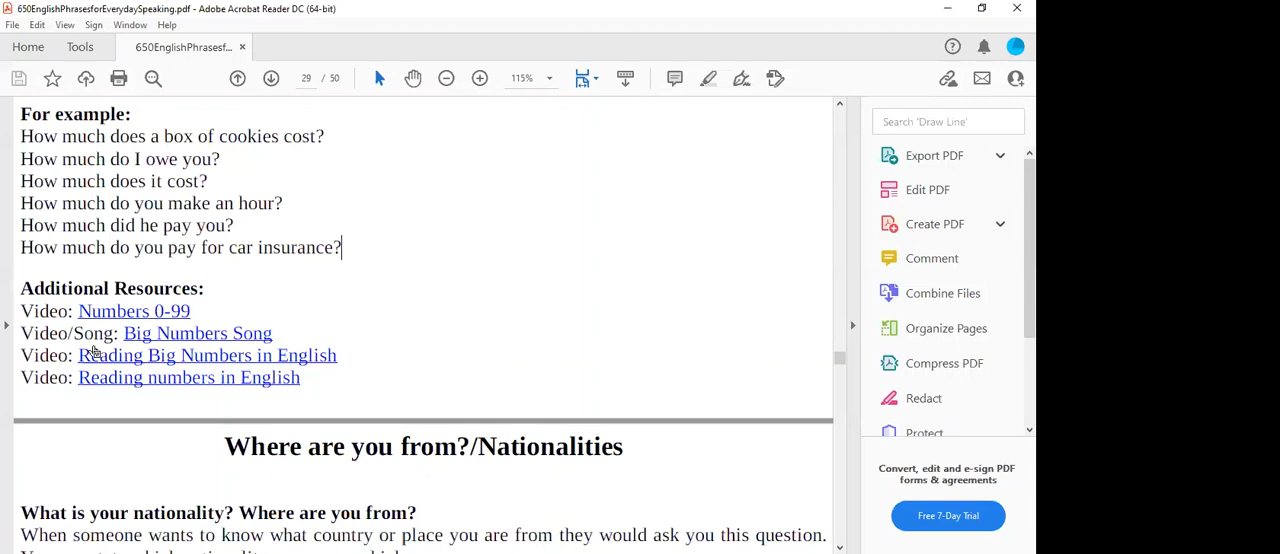 650EnglishPhrasesforEverydaySpeaking.pdf - Adobe Acrobat Reader DC (64-bit)
File Edit View Sign Window Help
Home Tools 650EnglishPhrasesf...
29 / 50 115%
For example:
How much does a box of cookies cost?
How much do I owe you?
How much does it cost?
How much do you make an hour?
How much did he pay you?
How much do you pay for car insurance?
Additional Resources:
Video: Numbers 0-99
Video/Song: Big Numbers Song
Video: Reading Big Numbers in English
Video: Reading numbers in English
Where are you from?/Nationalities
What is your nationality? Where are you from?
When someone wants to know what country or place you are from they would ask you this question.
Search 'Draw Line'
Export PDF
Edit PDF
Create PDF
Comment
Combine Files
Organize Pages
Compress PDF
Redact
Protect
Convert, edit and e-sign PDF
forms & agreements
Free 7-Day Trial